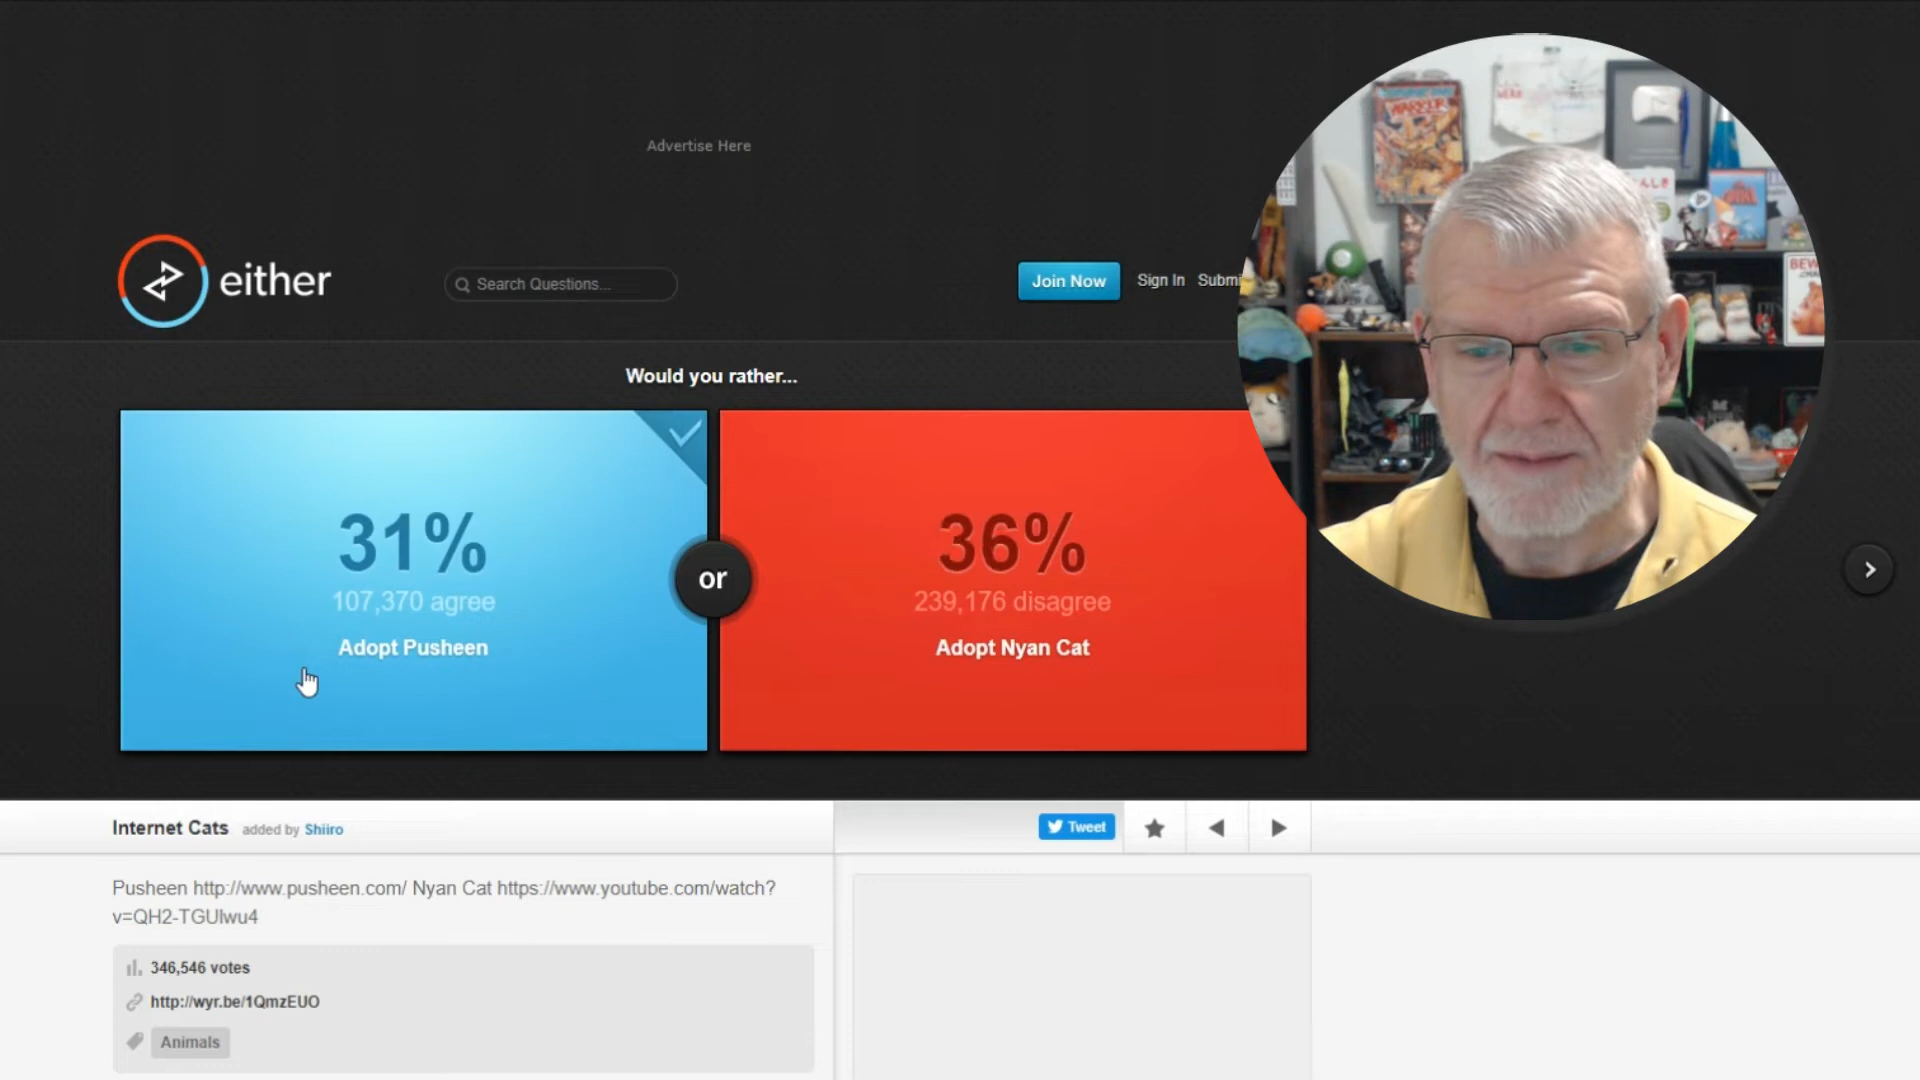 Advertise Here
either
Search Questions...
Join Now
Sign In
Submi
Would you rather...
31%
107,370 agree
Adopt Pusheen
or
36%
239,176 disagree
Adopt Nyan Cat
Internet Cats added by Shiiro
Tweet
Pusheen http://www.pusheen.com/ Nyan Cat https://www.youtube.com/watch?
v=QH2-TGUlwu4
346,546 votes
http://wyr.be/1QmzEUO
Animals
BEW